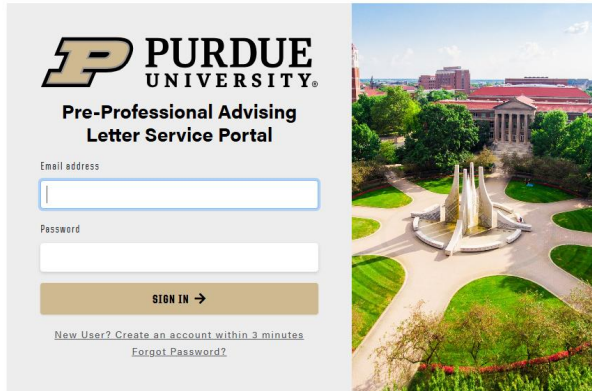 PURDUE
UNIVERSITY®
Pre-Professional Advising
Letter Service Portal
Email address
Password
SIGN IN →
New User? Create an account within 3 minutes
Forgot Password?